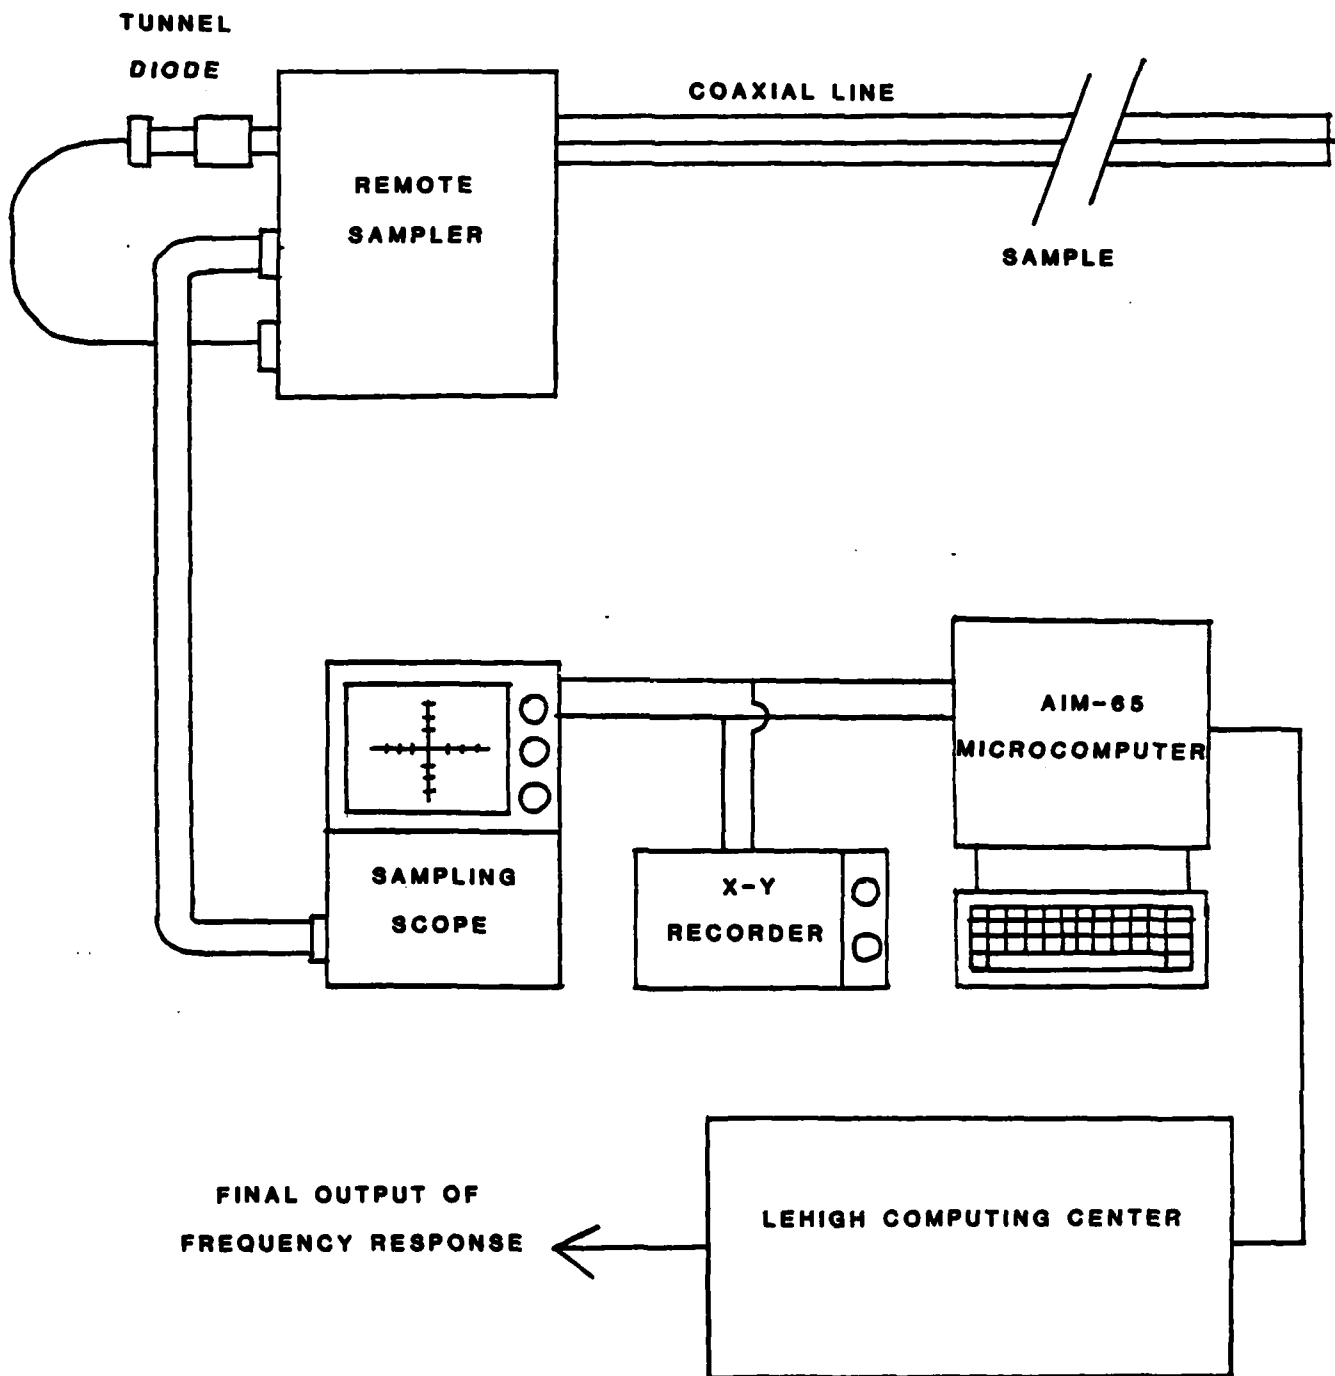 TUNNEL
DIODE
COAXIAL LINE
REMOTE
SAMPLER
SAMPLE
AIM-65
MICROCOMPUTER
SAMPLING
SCOPE
X-Y
RECORDER
FINAL OUTPUT OF
FREQUENCY RESPONSE
LEHIGH COMPUTING CENTER